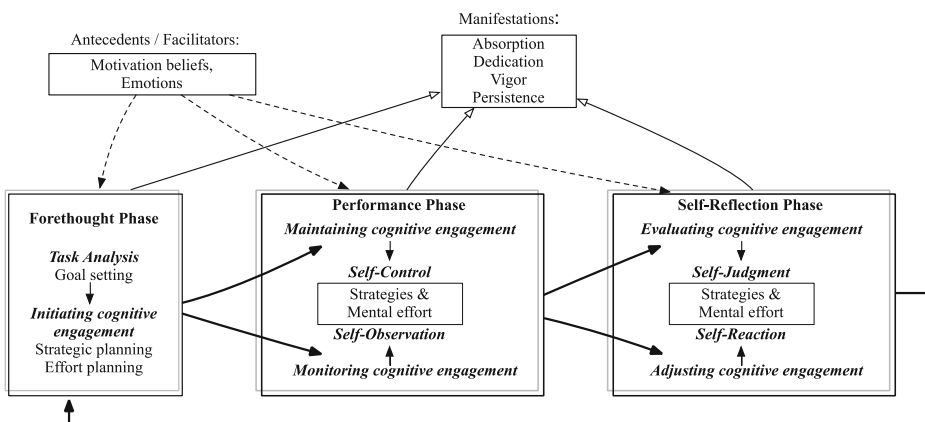 Manifestations:
Antecedents / Facilitators:
Motivation beliefs,
Emotions
Absorption
Dedication
Vigor
Persistence
Forethought Phase
Task Analysis
Goal setting
Initiating cognitive
engagement
Strategic planning
Effort planning
Performance Phase
Maintaining cognitive engagement
Self-Control
Strategies &
Mental effort
Self-Observation
Monitoring cognitive engagement
Self-Reflection Phase
Evaluating cognitive engagement
Self-Judgment
Strategies &
Mental effort
Self-Reaction
Adjusting cognitive engagement